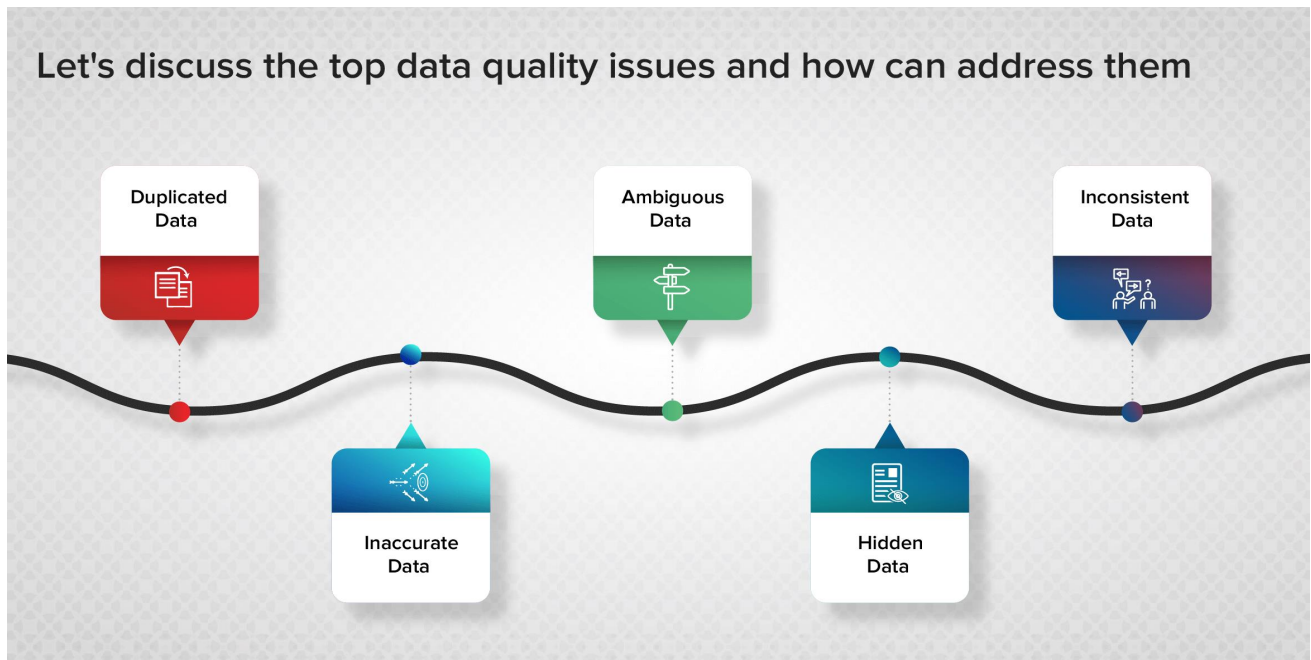 Let's discuss the top data quality issues and how can address them
Duplicated
Data
Inaccurate
Data
Ambiguous
Data
Hidden
Data
Inconsistent
Data
?